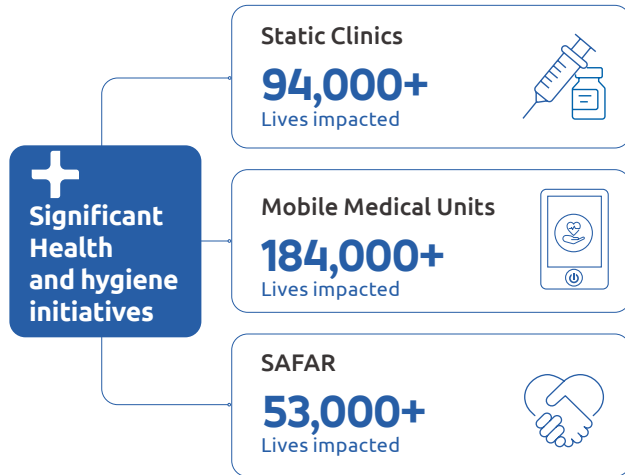 Significant
Health
and hygiene
initiatives
Static Clinics
94,000+
Lives impacted
Mobile Medical Units
184,000+
Lives impacted
SAFAR
53,000+
Lives impacted